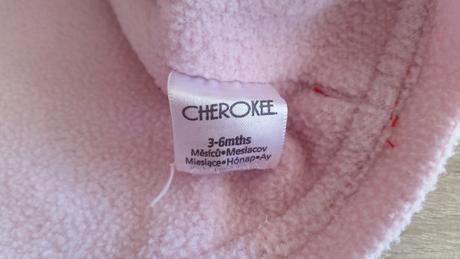 CHEROKEE.
3-6mths
Měsíců•Mesiacov
Miesiące•Hónap•Ay